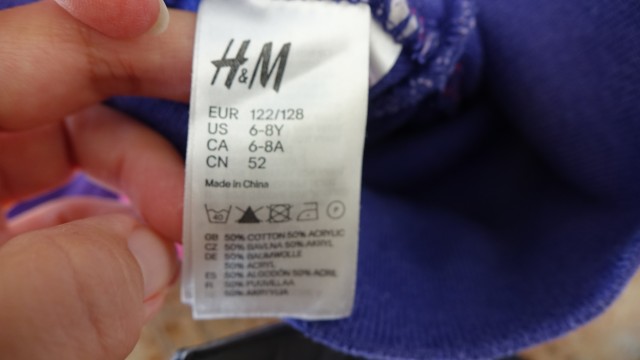 H&M
EUR 122/128
US 6-8Y
CA 6-8A
CN 52
Made in China
40 P
GB 50% COTTON 50% ACRYLIC
CZ 50% BAVLNA 50% AKRYL
DE 50% BAUMWOLLE
50% ACRYL
ES 50% ALGODÓN 50% ACRIL
FI 50% PUUVILLAA
50% AKRYYLIA